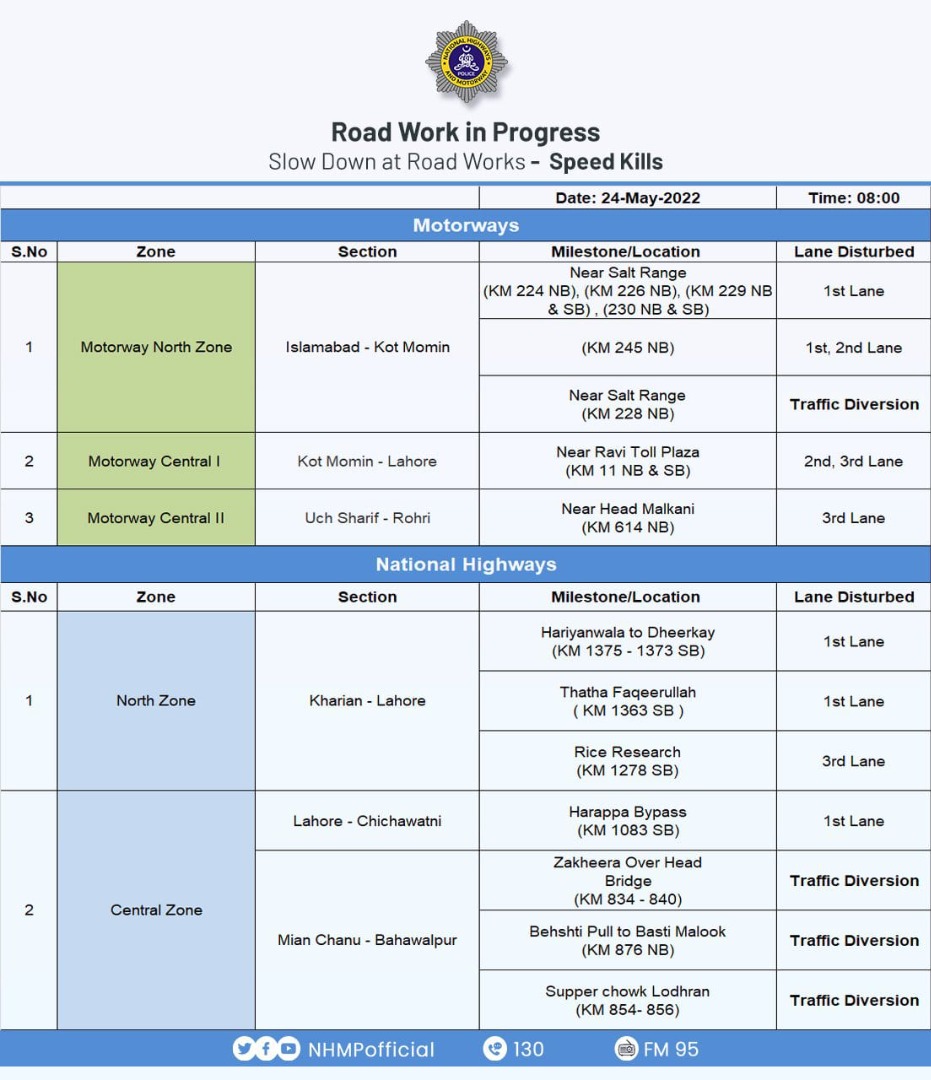 NATIONAL HIGHWAYS
POLICE
AND MOTORWAY
Road Work in Progress
Slow Down at Road Works - Speed Kills
Date: 24-May-2022 Time: 08:00
Motorways
S.No Zone Section Milestone/Location Lane Disturbed
1 Motorway North Zone Islamabad - Kot Momin
Near Salt Range
(KM 224 NB), (KM 226 NB), (KM 229 NB
& SB) , (230 NB & SB)
1st Lane
(KM 245 NB) 1st, 2nd Lane
Near Salt Range
(KM 228 NB)
Traffic Diversion
2 Motorway Central I Kot Momin - Lahore
Near Ravi Toll Plaza
(KM 11 NB & SB)
2nd, 3rd Lane
3 Motorway Central II Uch Sharif - Rohri
Near Head Malkani
(KM 614 NB)
3rd Lane
National Highways
S.No Zone Section Milestone/Location Lane Disturbed
1 North Zone Kharian - Lahore
Hariyanwala to Dheerkay
(KM 1375 - 1373 SB)
1st Lane
Thatha Faqeerullah
( KM 1363 SB )
1st Lane
Rice Research
(KM 1278 SB)
3rd Lane
2 Central Zone
Lahore - Chichawatni
Harappa Bypass
(KM 1083 SB)
1st Lane
Mian Chanu - Bahawalpur
Zakheera Over Head
Bridge
(KM 834 - 840)
Traffic Diversion
Behshti Pull to Basti Malook
(KM 876 NB)
Traffic Diversion
Supper chowk Lodhran
(KM 854- 856)
Traffic Diversion
NHMPofficial 130 FM 95